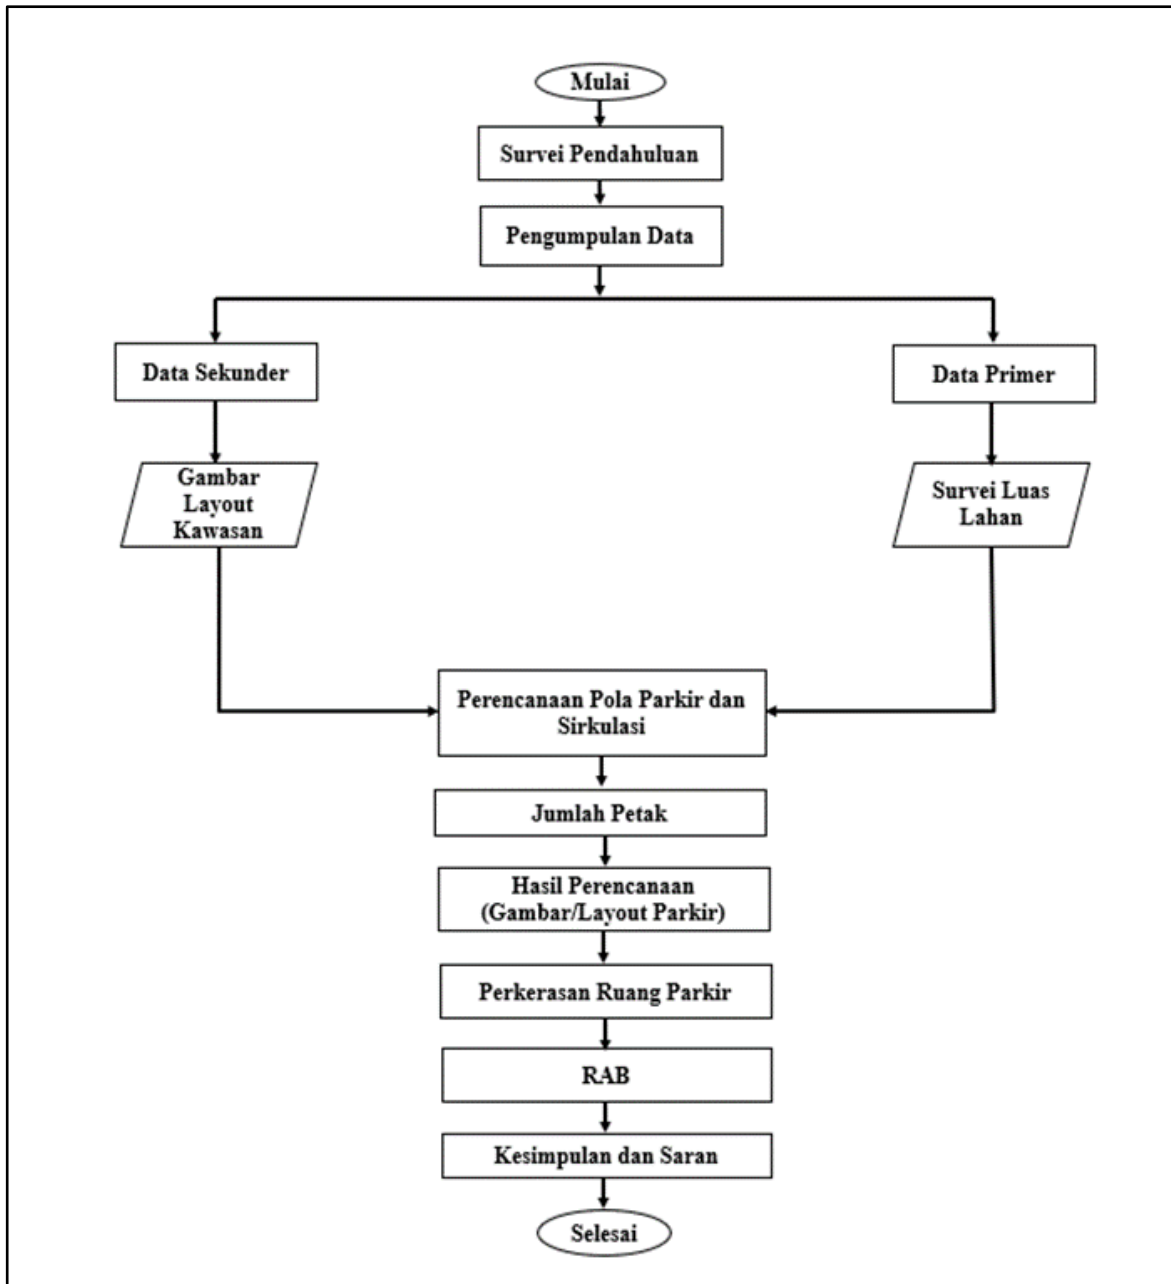 Mulai
Survei Pendahuluan
Pengumpulan Data
Data Sekunder
Data Primer
Gambar
Layout
Kawasan
Survei Luas
Lahan
Perencanaan Pola Parkir dan
Sirkulasi
Jumlah Petak
Hasil Perencanaan
(Gambar/Layout Parkir)
Perkerasan Ruang Parkir
RAB
Kesimpulan dan Saran
Selesai